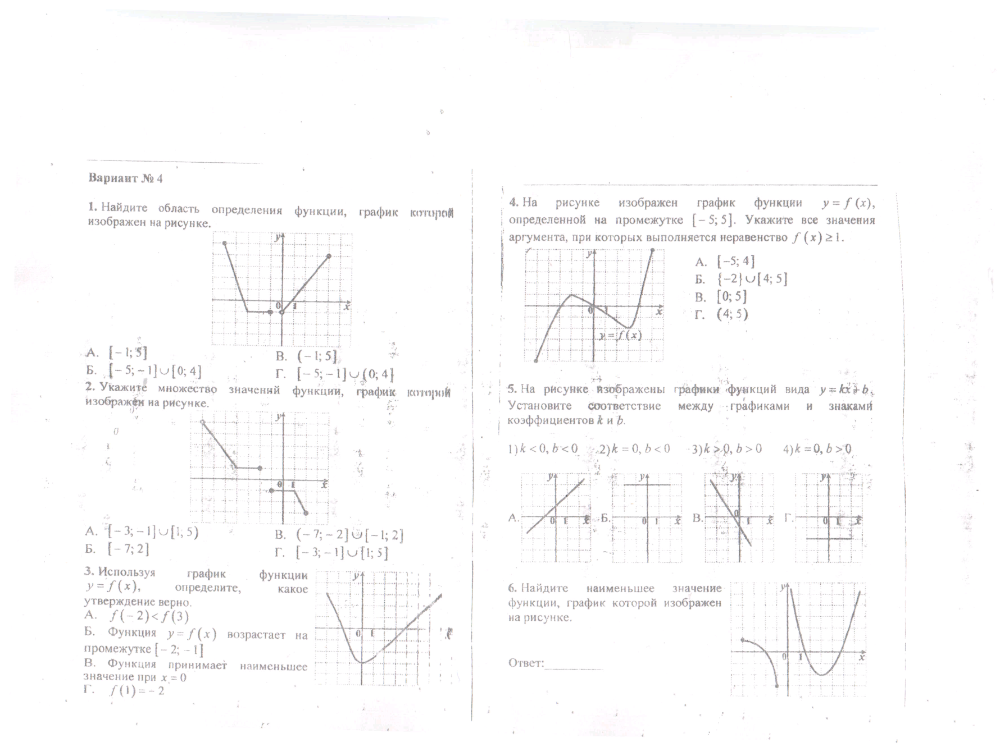 Вариант № 4
1. Найдите область определения функции, график которой
изображен на рисунке.
y
0 1 x
А. [– 1; 5]
В. (– 1; 5]
Б. [– 5; – 1]∪[0; 4]
Г. [– 5; – 1]∪(0; 4]
2. Укажите множество значений функции, график которой
изображен на рисунке.
y
0 1 x
А. [– 3; – 1]∪[1; 5)
В. (– 7; – 2]∪[– 1; 2]
Б. [– 7; 2]
Г. [– 3; – 1]∪[1; 5]
3. Используя график функции
y = f (x), определите, какое
утверждение верно.
А. f (– 2) < f (3)
Б. Функция y = f (x) возрастает на
промежутке [– 2; – 1]
В. Функция принимает наименьшее
значение при x = 0
Г. f (1) = – 2
y
0 1
4. На рисунке изображен график функции y = f (x),
определенной на промежутке [– 5; 5]. Укажите все значения
аргумента, при которых выполняется неравенство f (x) ≥ 1.
y
0 1 x
y = f (x)
А. [–5; 4]
Б. {–2}∪[4; 5]
В. [0; 5]
Г. (4; 5)
5. На рисунке изображены графики функций вида y = kx + b.
Установите соответствие между графиками и знаками
коэффициентов k и b.
1) k < 0, b < 0 2) k = 0, b < 0 3) k > 0, b > 0 4) k = 0, b > 0
А. y 0 1 x
Б. y 0 1 x
В. y 0 1 x
Г. y 0 1 x
6. Найдите наименьшее значение
функции, график которой изображен
на рисунке.
Ответ:
y
0 1 x